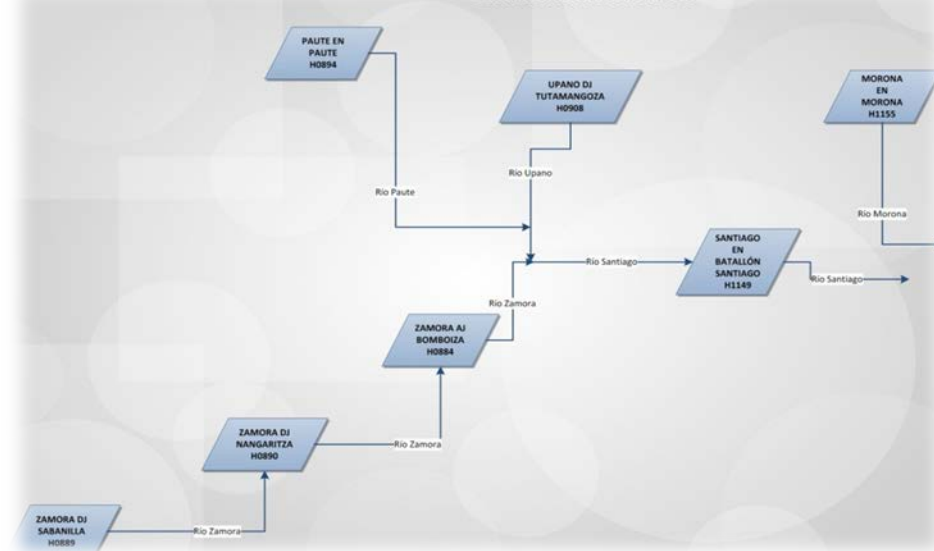 PAUTE EN
PAUTE
H0894
UPANO DJ
TUTAMANGOZA
H0908
MORONA
EN
MORONA
H1155
Río Upano
Río Paute
Río Morona
SANTIAGO
EN
BATALLÓN
SANTIAGO
H1149
Río Santiago
Río Santiago
Río Zamora
ZAMORA AJ
BOMBOIZA
H0884
ZAMORA DJ
NANGARITZA
H0890
Río Zamora
ZAMORA DJ
SABANILLA
H0889
Río Zamora